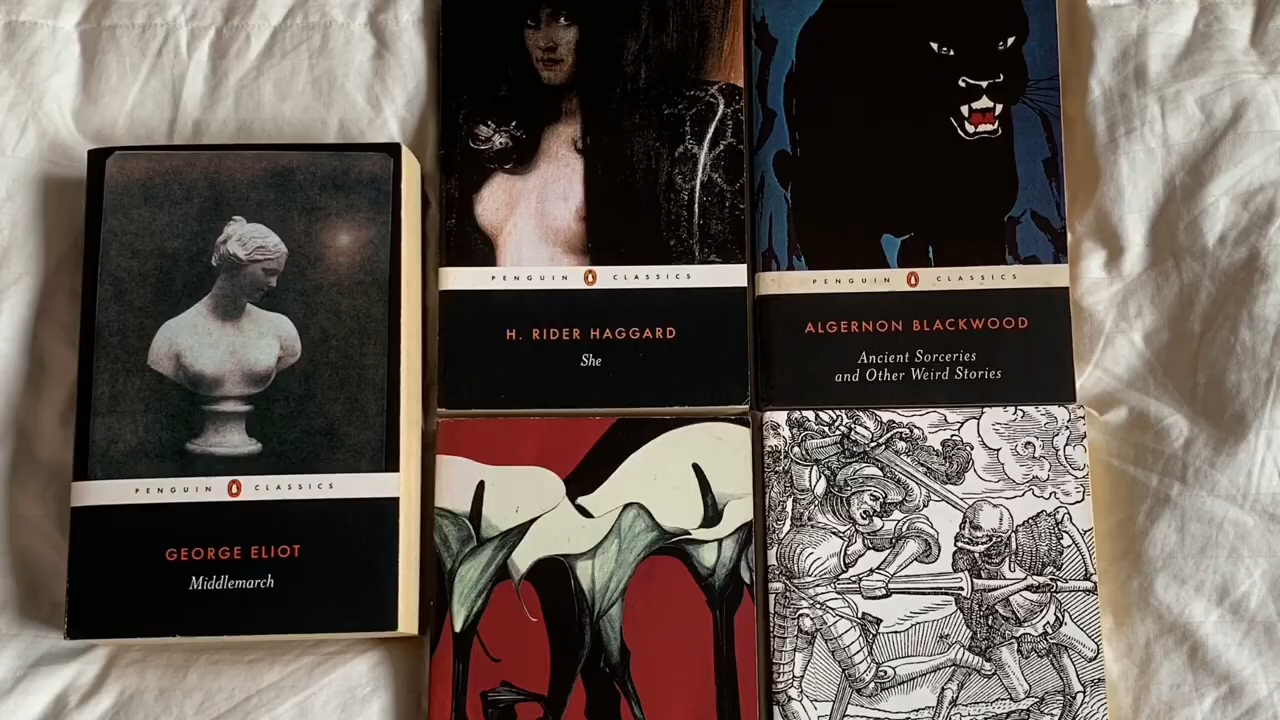 PENGUIN CLASSICS
H. RIDER HAGGARD
She
PENGUIN CLASSICS
ALGERNON BLACKWOOD
Ancient Sorceries
and Other Weird Stories
PENGUIN CLASSICS
GEORGE ELIOT
Middlemarch